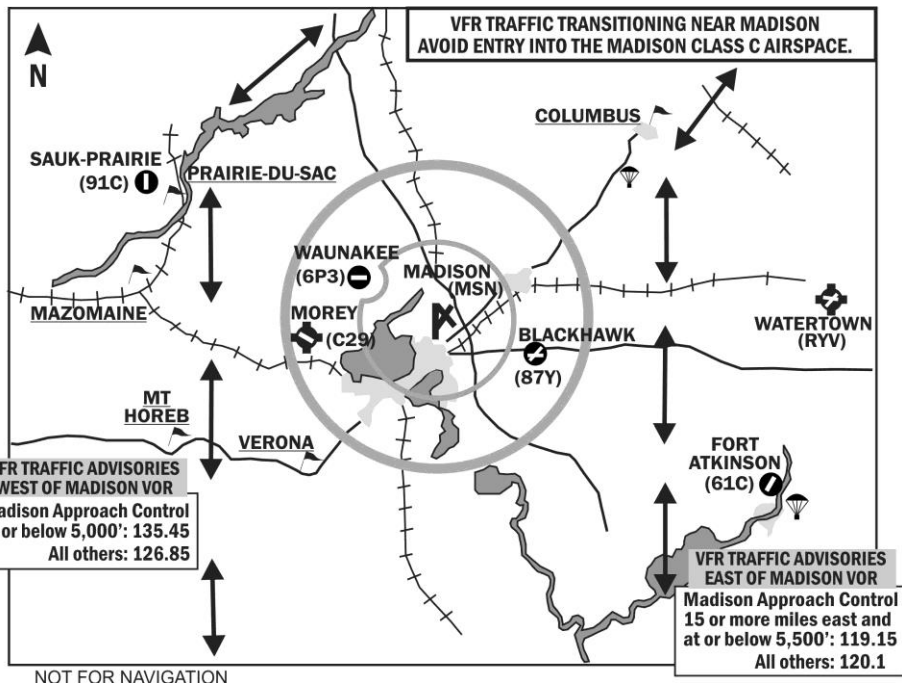 VFR TRAFFIC TRANSITIONING NEAR MADISON
AVOID ENTRY INTO THE MADISON CLASS C AIRSPACE.
N
COLUMBUS
SAUK-PRAIRIE
(91C)
PRAIRIE-DU-SAC
WAUNAKEE
(6P3)
MADISON
(MSN)
MAZOMAINE
MOREY
(C29)
BLACKHAWK
(87Y)
WATERTOWN
(RYV)
MT
HOREB
VERONA
FORT
ATKINSON
(61C)
FR TRAFFIC ADVISORIES
WEST OF MADISON VOR
adison Approach Control
or below 5,000': 135.45
All others: 126.85
VFR TRAFFIC ADVISORIES
EAST OF MADISON VOR
Madison Approach Control
15 or more miles east and
at or below 5,500': 119.15
All others: 120.1
NOT FOR NAVIGATION